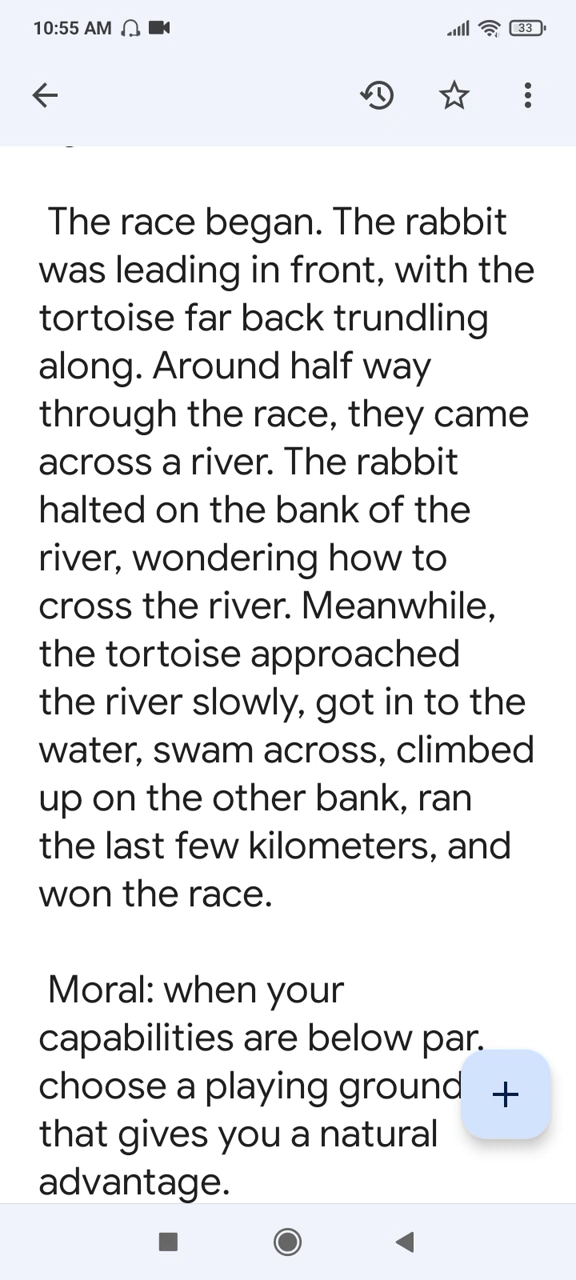 10:55 AM
33
The race began. The rabbit
was leading in front, with the
tortoise far back trundling
along. Around half way
through the race, they came
across a river. The rabbit
halted on the bank of the
river, wondering how to
cross the river. Meanwhile,
the tortoise approached
the river slowly, got in to the
water, swam across, climbed
up on the other bank, ran
the last few kilometers, and
won the race.
Moral: when your
capabilities are below par.
choose a playing ground
that gives you a natural
advantage.